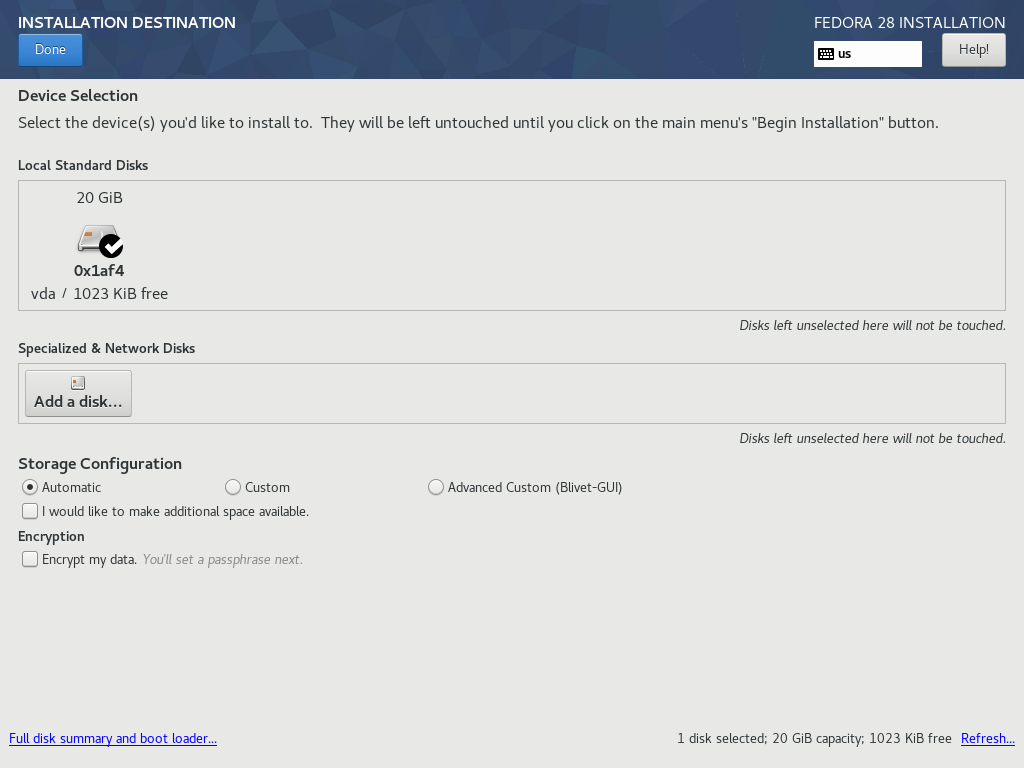 INSTALLATION DESTINATION
FEDORA 28 INSTALLATION
Done
us
Help!
Device Selection
Select the device(s) you'd like to install to.  They will be left untouched until you click on the main menu's "Begin Installation" button.
Local Standard Disks
20 GiB
0x1af4
vda / 1023 KiB free
Disks left unselected here will not be touched.
Specialized & Network Disks
Add a disk...
Disks left unselected here will not be touched.
Storage Configuration
Automatic Custom Advanced Custom (Blivet-GUI)
I would like to make additional space available.
Encryption
Encrypt my data. You'll set a passphrase next.
Full disk summary and boot loader... 1 disk selected; 20 GiB capacity; 1023 KiB free Refresh...